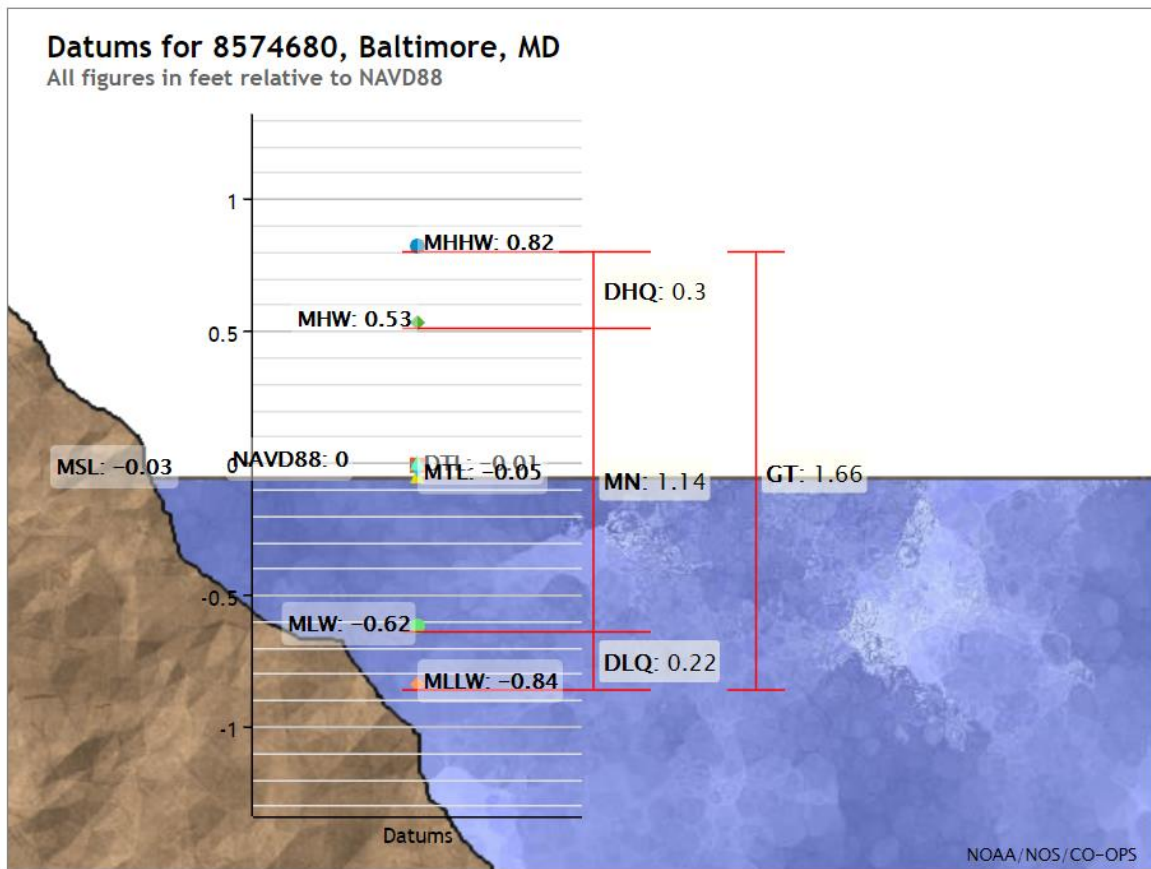 Datums for 8574680, Baltimore, MD
All figures in feet relative to NAVD88
1
MHHW: 0.82
DHQ: 0.3
MHW: 0.53
0.5
MSL: −0.03
NAVD88: 0
0
DTL: −0.01
MTL: −0.05
MN: 1.14
GT: 1.66
-0.5
MLW: −0.62
DLQ: 0.22
MLLW: −0.84
-1
Datums
NOAA/NOS/CO-OPS